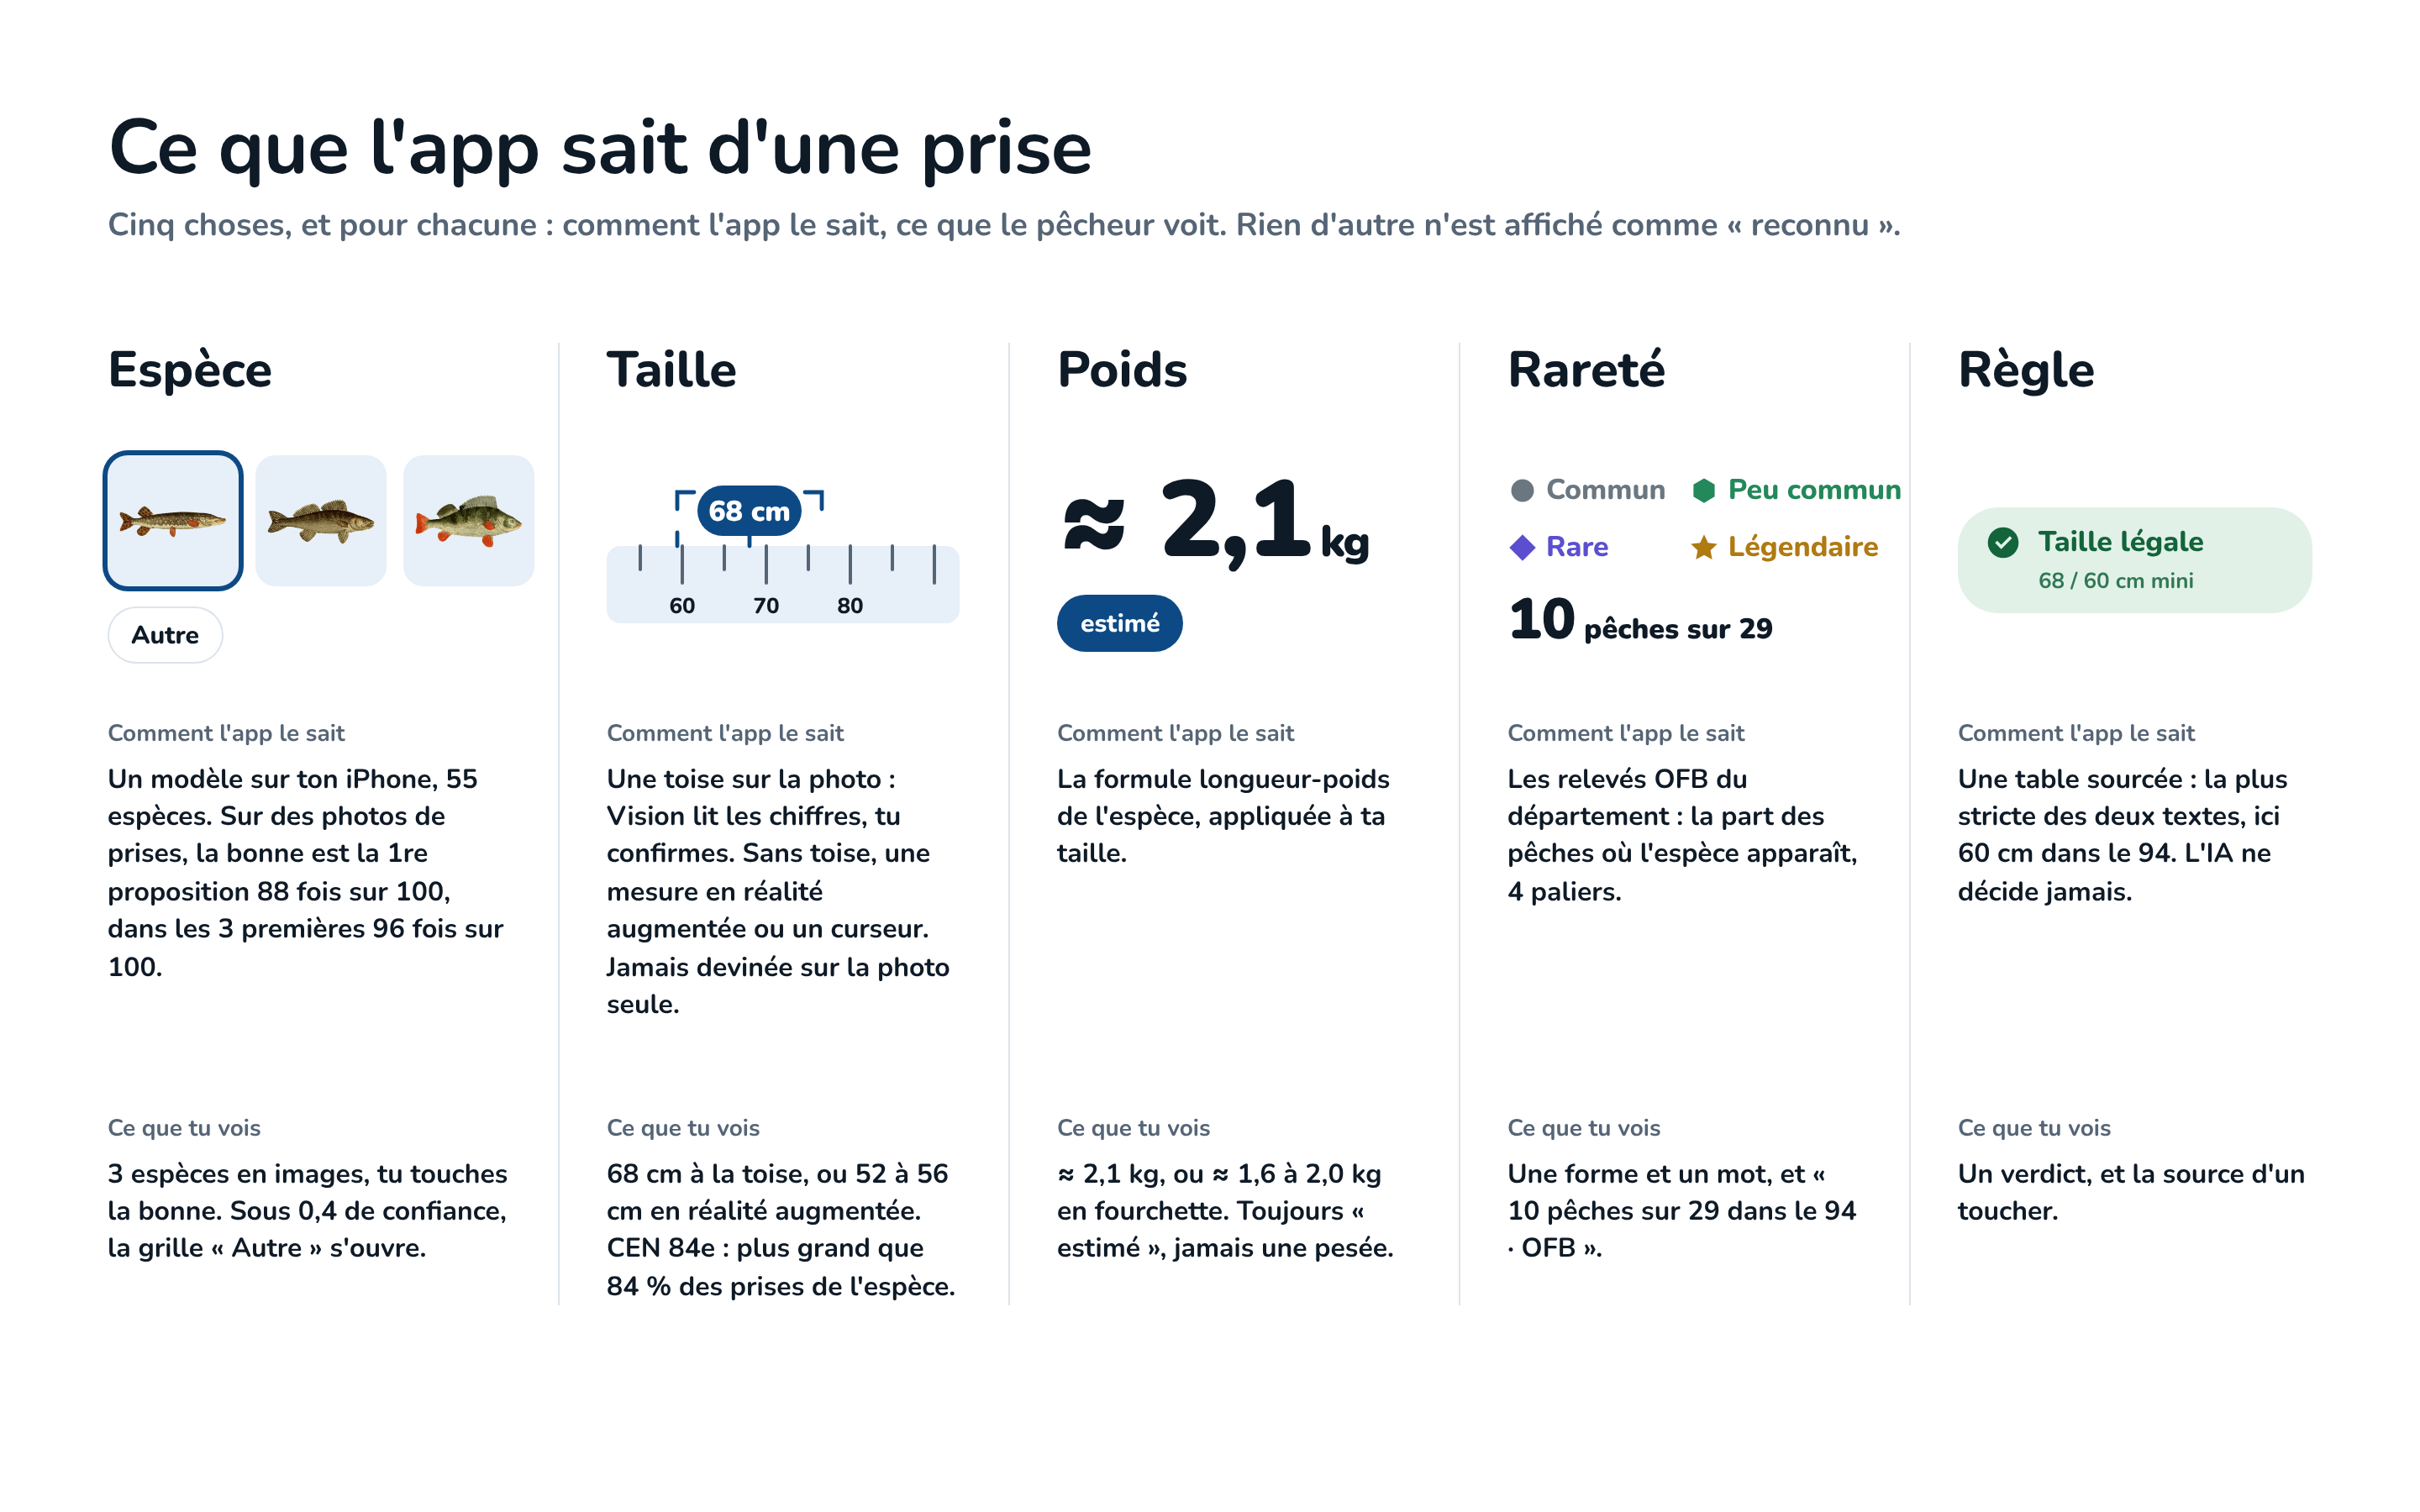 Ce que l'app sait d'une prise
Cinq choses, et pour chacune : comment l'app le sait, ce que le pêcheur voit. Rien d'autre n'est affiché comme « reconnu ».
Espèce
Autre
Comment l'app le sait
Un modèle sur ton iPhone, 55
espèces. Sur des photos de
prises, la bonne est la 1re
proposition 88 fois sur 100,
dans les 3 premières 96 fois sur
100.
Ce que tu vois
3 espèces en images, tu touches
la bonne. Sous 0,4 de confiance,
la grille « Autre » s'ouvre.
Taille
68 cm
60 70 80
Comment l'app le sait
Une toise sur la photo :
Vision lit les chiffres, tu
confirmes. Sans toise, une
mesure en réalité
augmentée ou un curseur.
Jamais devinée sur la photo
seule.
Ce que tu vois
68 cm à la toise, ou 52 à 56
cm en réalité augmentée.
CEN 84e : plus grand que
84 % des prises de l'espèce.
Poids
≈ 2,1 kg
estimé
Comment l'app le sait
La formule longueur-poids
de l'espèce, appliquée à ta
taille.
Ce que tu vois
≈ 2,1 kg, ou ≈ 1,6 à 2,0 kg
en fourchette. Toujours «
estimé », jamais une pesée.
Rareté
Commun Peu commun
Rare Légendaire
10 pêches sur 29
Comment l'app le sait
Les relevés OFB du
département : la part des
pêches où l'espèce apparaît,
4 paliers.
Ce que tu vois
Une forme et un mot, et «
10 pêches sur 29 dans le 94
· OFB ».
Règle
Taille légale
68 / 60 cm mini
Comment l'app le sait
Une table sourcée : la plus
stricte des deux textes, ici
60 cm dans le 94. L'IA ne
décide jamais.
Ce que tu vois
Un verdict, et la source d'un
toucher.